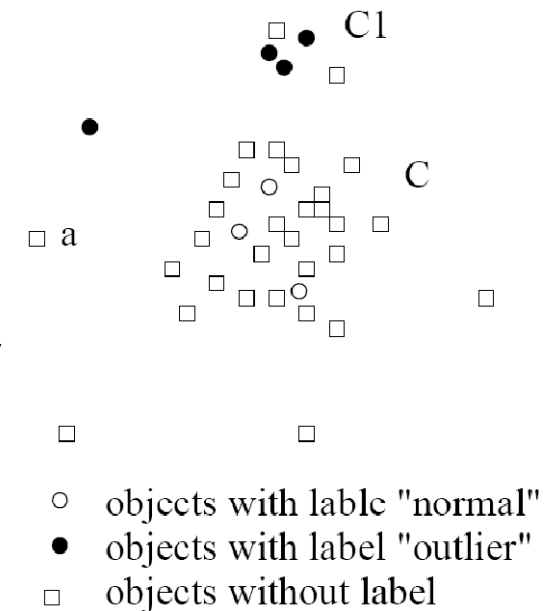 C1
C
a
objects with lable "normal"
objects with label "outlier"
objects without label